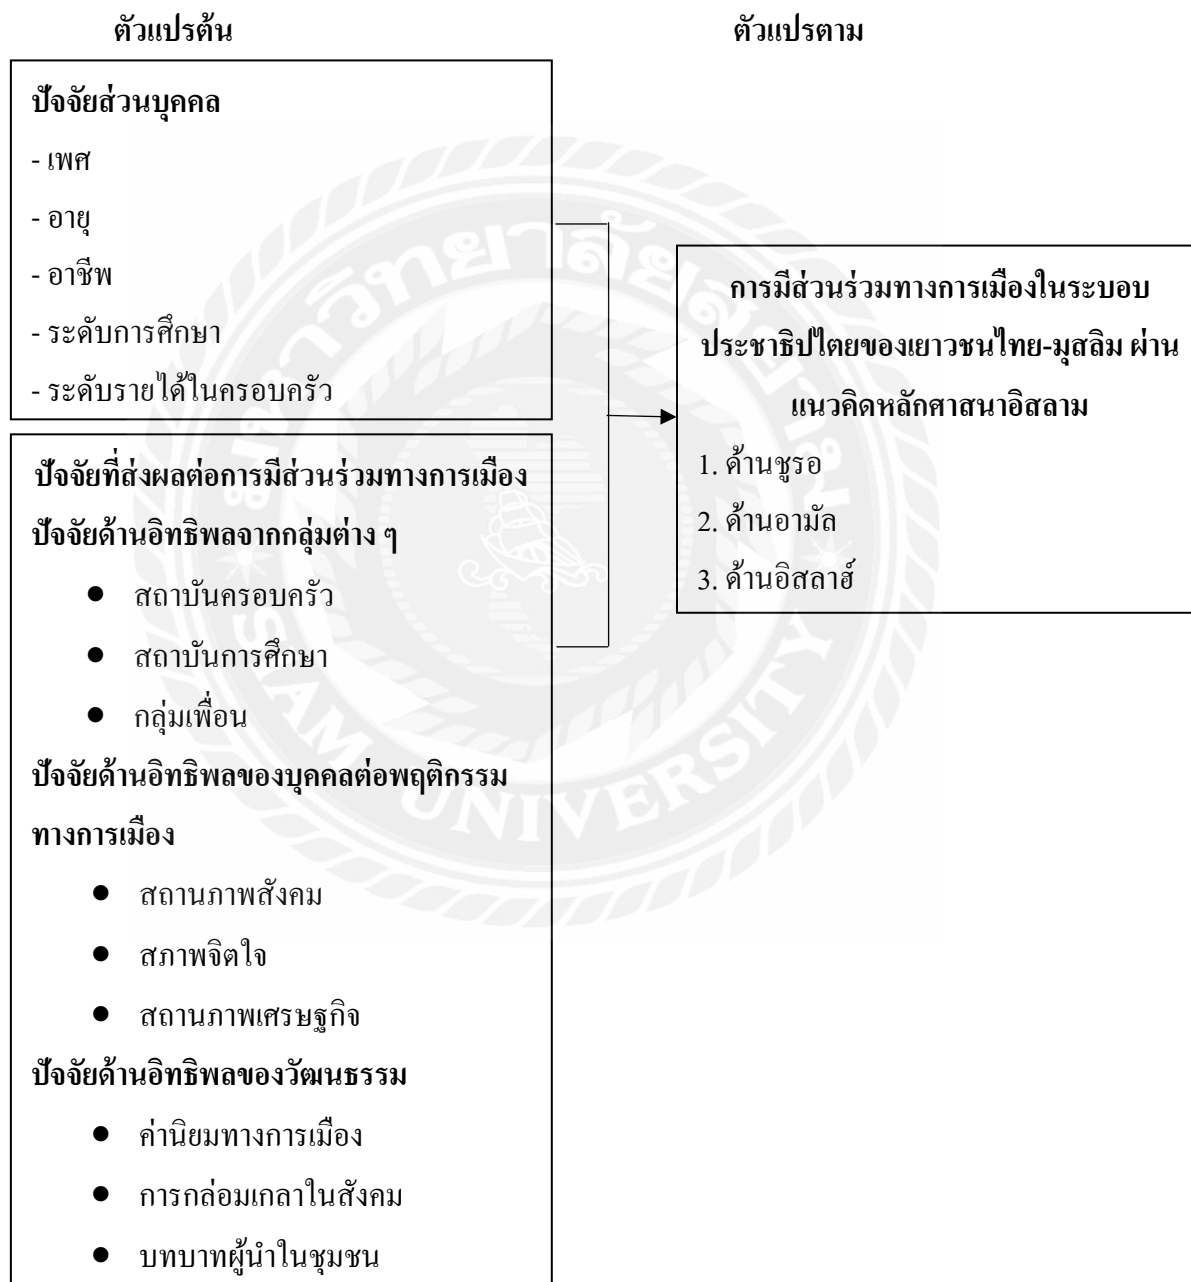 ตัวแปรต้น
ตัวแปรตาม
ปัจจัยส่วนบุคคล
- เพศ
- อายุ
- อาชีพ
- ระดับการศึกษา
- ระดับรายได้ในครอบครัว
ปัจจัยที่ส่งผลต่อการมีส่วนร่วมทางการเมือง
ปัจจัยด้านอิทธิพลจากกลุ่มต่าง ๆ
● สถาบันครอบครัว
● สถาบันการศึกษา
● กลุ่มเพื่อน
ปัจจัยด้านอิทธิพลของบุคคลต่อพฤติกรรม
ทางการเมือง
● สถานภาพสังคม
● สภาพจิตใจ
● สถานภาพเศรษฐกิจ
ปัจจัยด้านอิทธิพลของวัฒนธรรม
● ค่านิยมทางการเมือง
● การกล่อมเกลาในสังคม
● บทบาทผู้นำในชุมชน
การมีส่วนร่วมทางการเมืองในระบอบ
ประชาธิปไตยของเยาวชนไทย-มุสลิม ผ่าน
แนวคิดหลักศาสนาอิสลาม
1. ด้านชูรอ
2. ด้านอามัล
3. ด้านอิสลาฮ์
มหาวิทยาลัยสยาม
SIAM UNIVERSITY